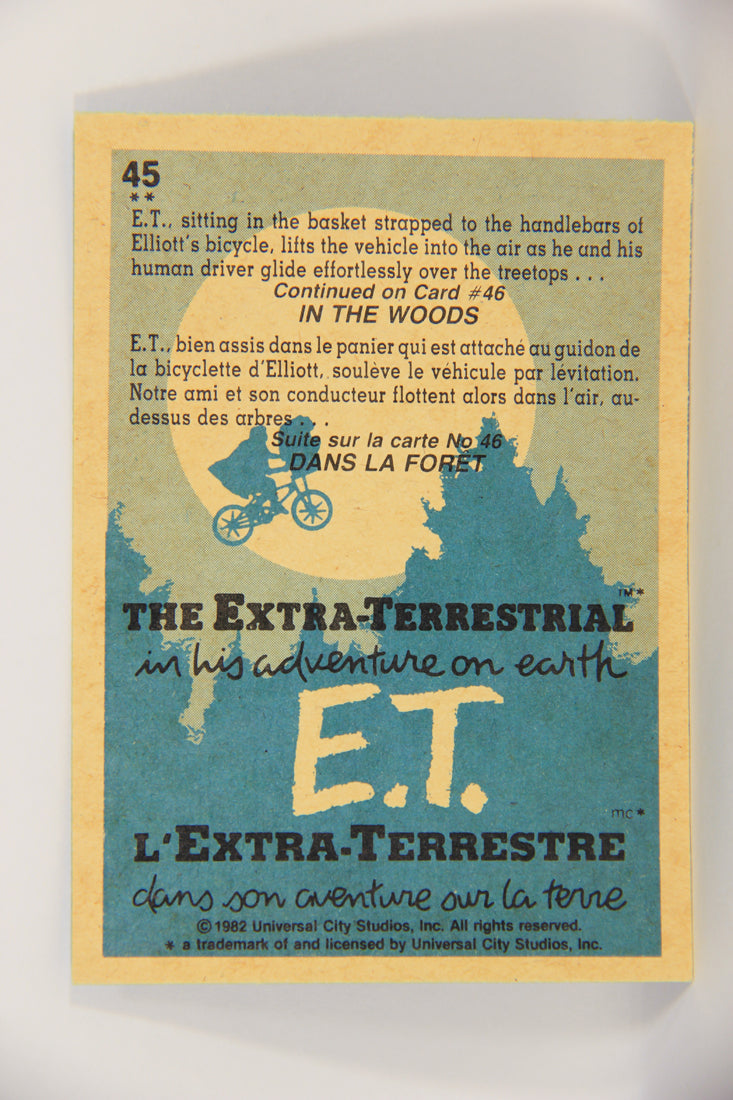 45
**
E.T., sitting in the basket strapped to the handlebars of
Elliott's bicycle, lifts the vehicle into the air as he and his
human driver glide effortlessly over the treetops . . .
Continued on Card #46
IN THE WOODS
E.T., bien assis dans le panier qui est attaché au guidon de
la bicyclette d'Elliott, soulève le véhicule par lévitation.
Notre ami et son conducteur flottent alors dans l'air, au-
dessus des arbres . . .
Suite sur la carte No 46
DANS LA FORÊT
THE EXTRA-TERRESTRIAL™*
in his adventure on earth
E.T.
mc*
L'EXTRA-TERRESTRE
dans son aventure sur la terre
©1982 Universal City Studios, Inc. All rights reserved.
* a trademark of and licensed by Universal City Studios, Inc.